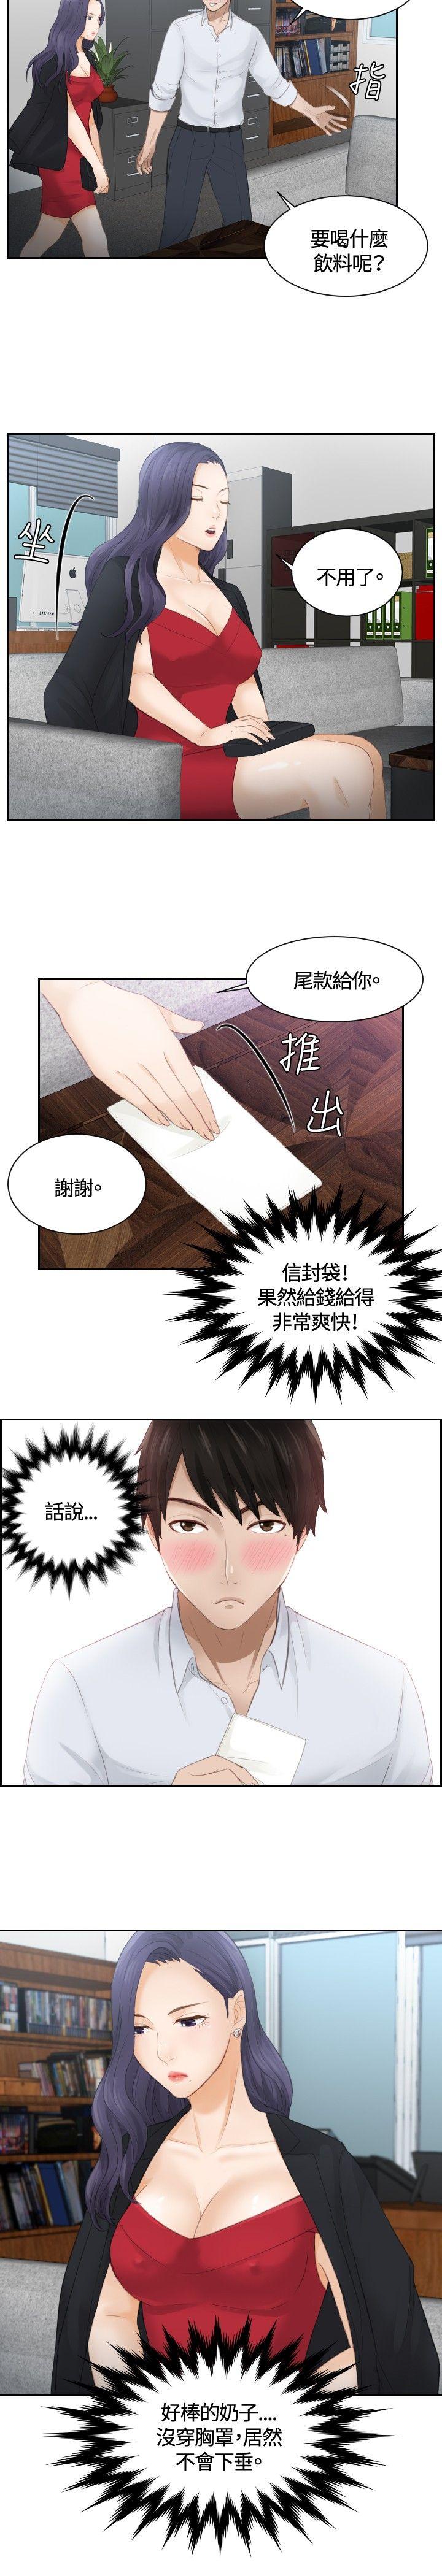 指
要喝什麼
飲料呢?
坐
不用了。
尾款給你。
推
出
謝謝。
信封袋!
果然給錢給得
非常爽快!
話說...
好棒的奶子....
沒穿胸罩,居然
不會下垂。